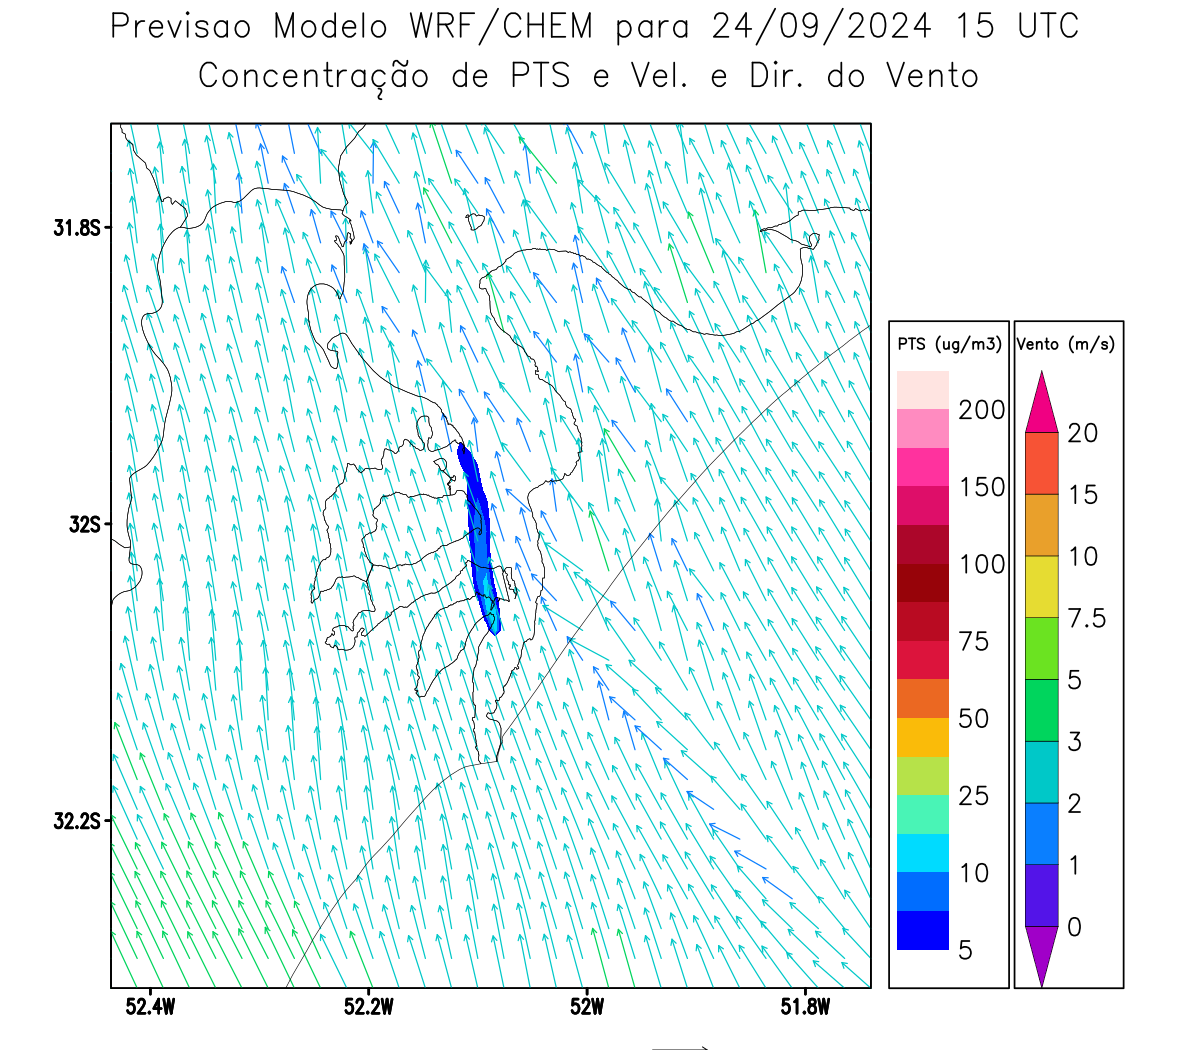 Previsao Modelo WRF/CHEM para 24/09/2024 15 UTC
Concentração de PTS e Vel. e Dir. do Vento
31.8S
32S
32.2S
52.4W 52.2W 52W 51.8W
PTS (ug/m3)
200
150
100
75
50
25
10
5
Vento (m/s)
20
15
10
7.5
5
3
2
1
0